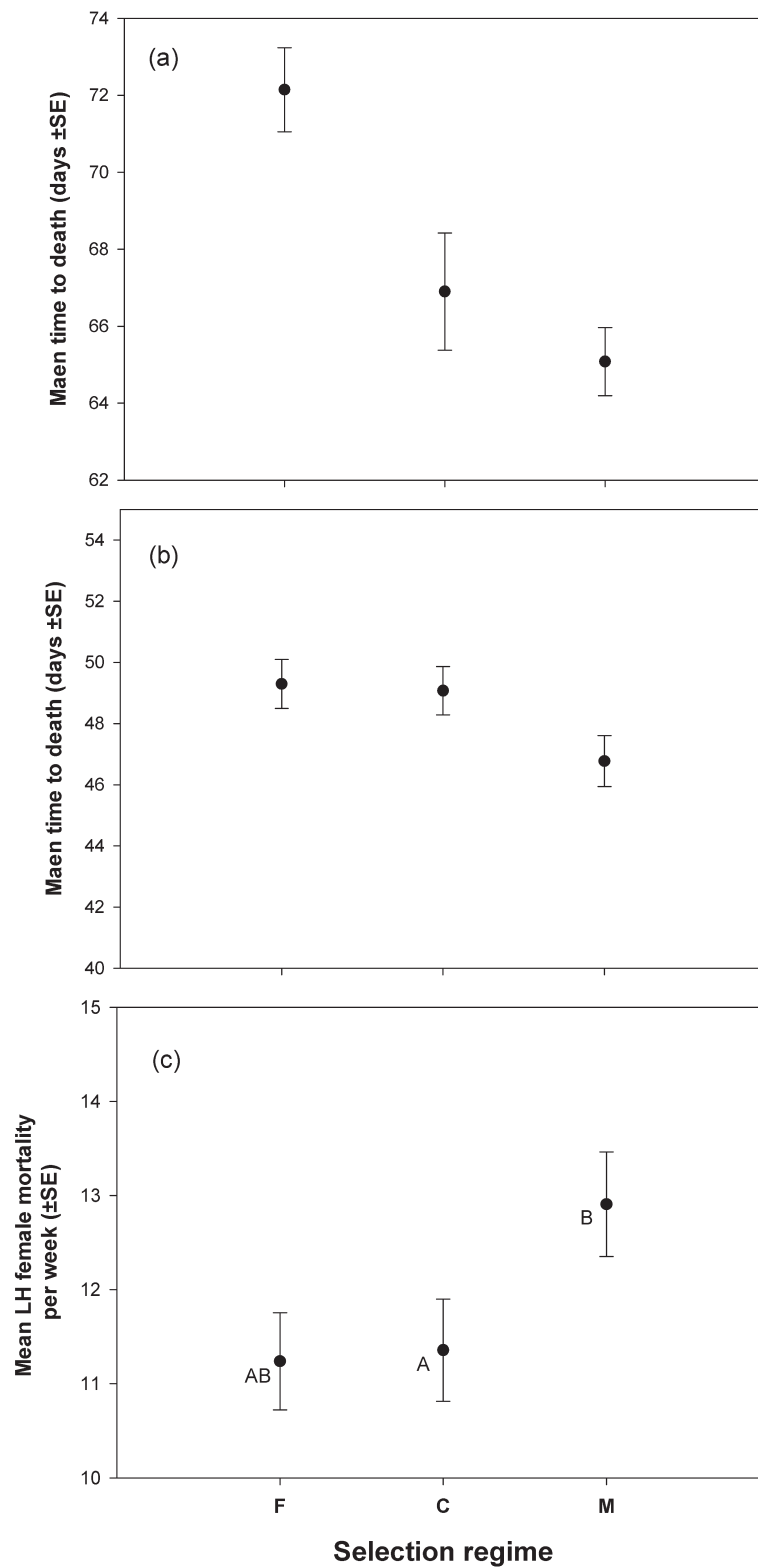 (a)
Maen time to death (days ±SE)
74
72
70
68
66
64
62
(b)
Maen time to death (days ±SE)
54
52
50
48
46
44
42
40
(c)
Mean LH female mortality
per week (±SE)
15
14
13
12
11
10
AB
A
B
F C M
Selection regime